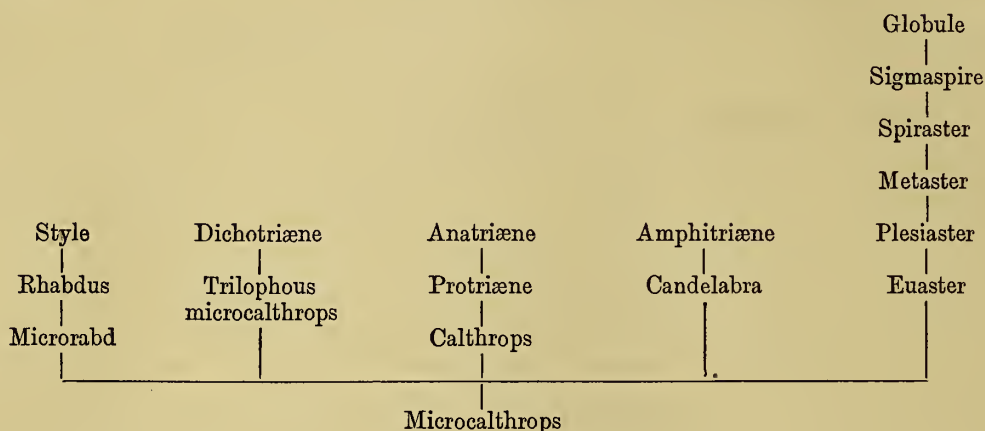 Globule
Sigmaspire
Spiraster
Metaster
Style Dichotriæne Anatriæne Amphitriæne Plesiaster
Rhabdus Trilophous microcalthrops Protriæne Candelabra Euaster
Microrabd Calthrops
Microcalthrops